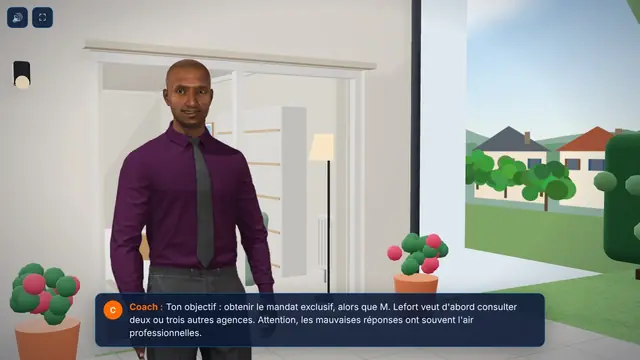 C
Coach : Ton objectif : obtenir le mandat exclusif, alors que M. Lefort veut d'abord consulter
deux ou trois autres agences. Attention, les mauvaises réponses ont souvent l'air
professionnelles.